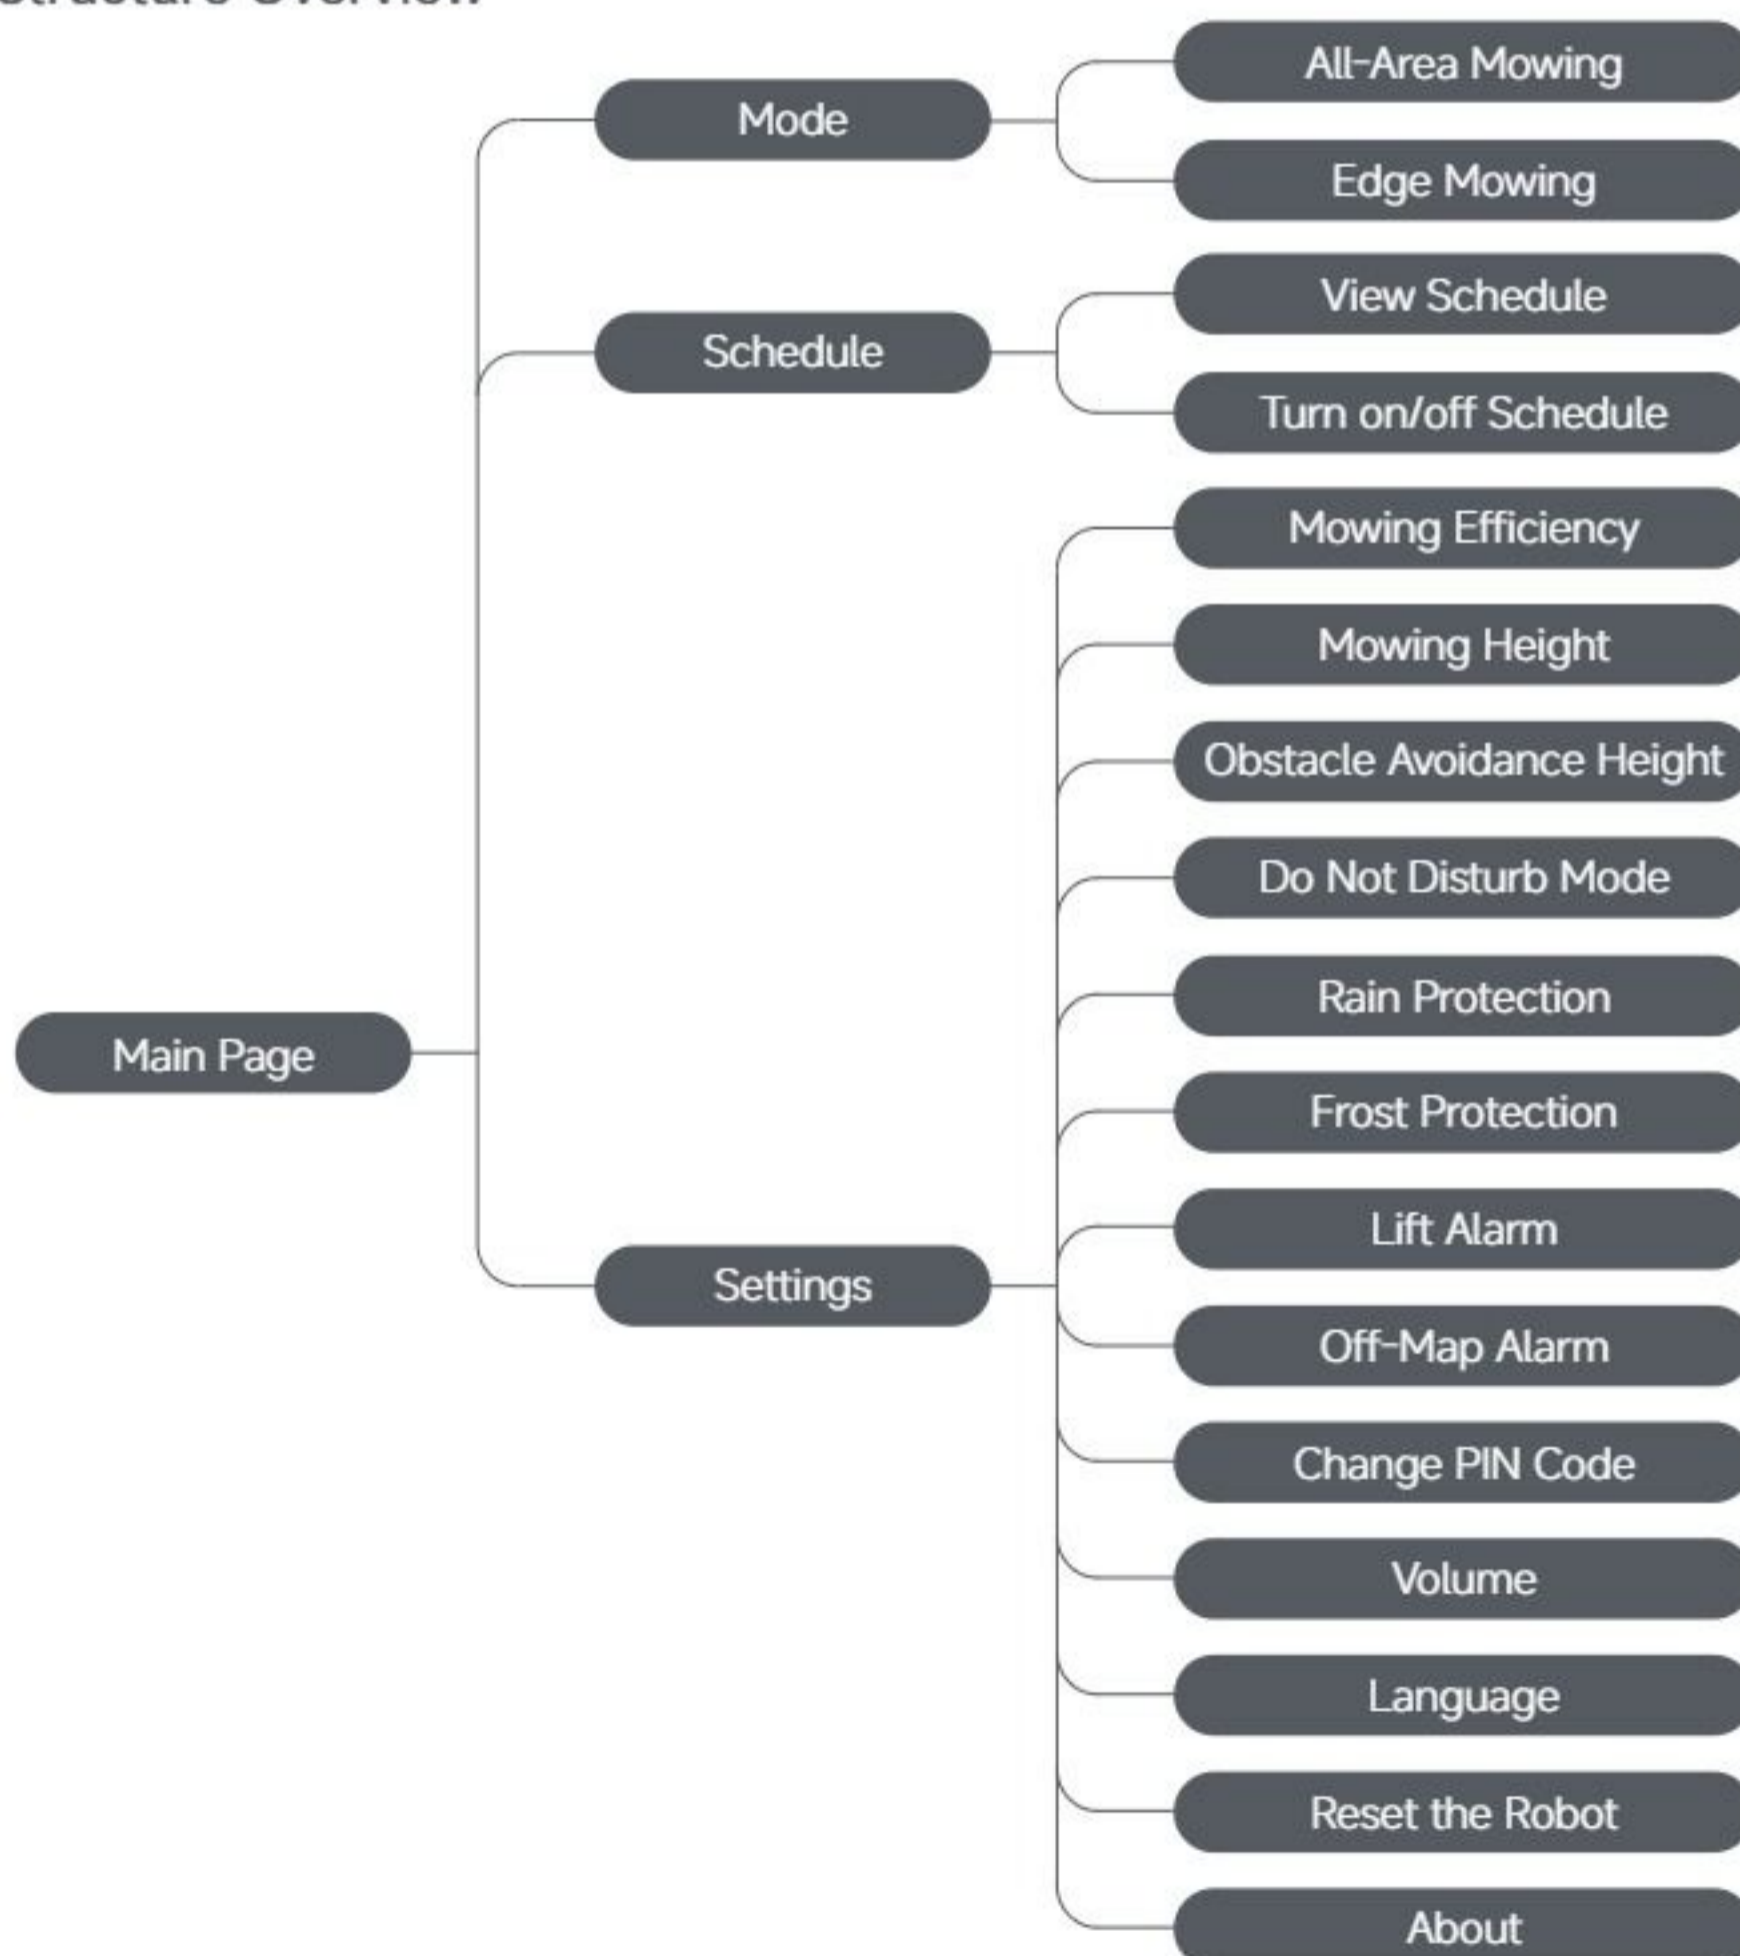 Structure Overview
Main Page
Mode
All-Area Mowing
Edge Mowing
Schedule
View Schedule
Turn on/off Schedule
Settings
Mowing Efficiency
Mowing Height
Obstacle Avoidance Height
Do Not Disturb Mode
Rain Protection
Frost Protection
Lift Alarm
Off-Map Alarm
Change PIN Code
Volume
Language
Reset the Robot
About